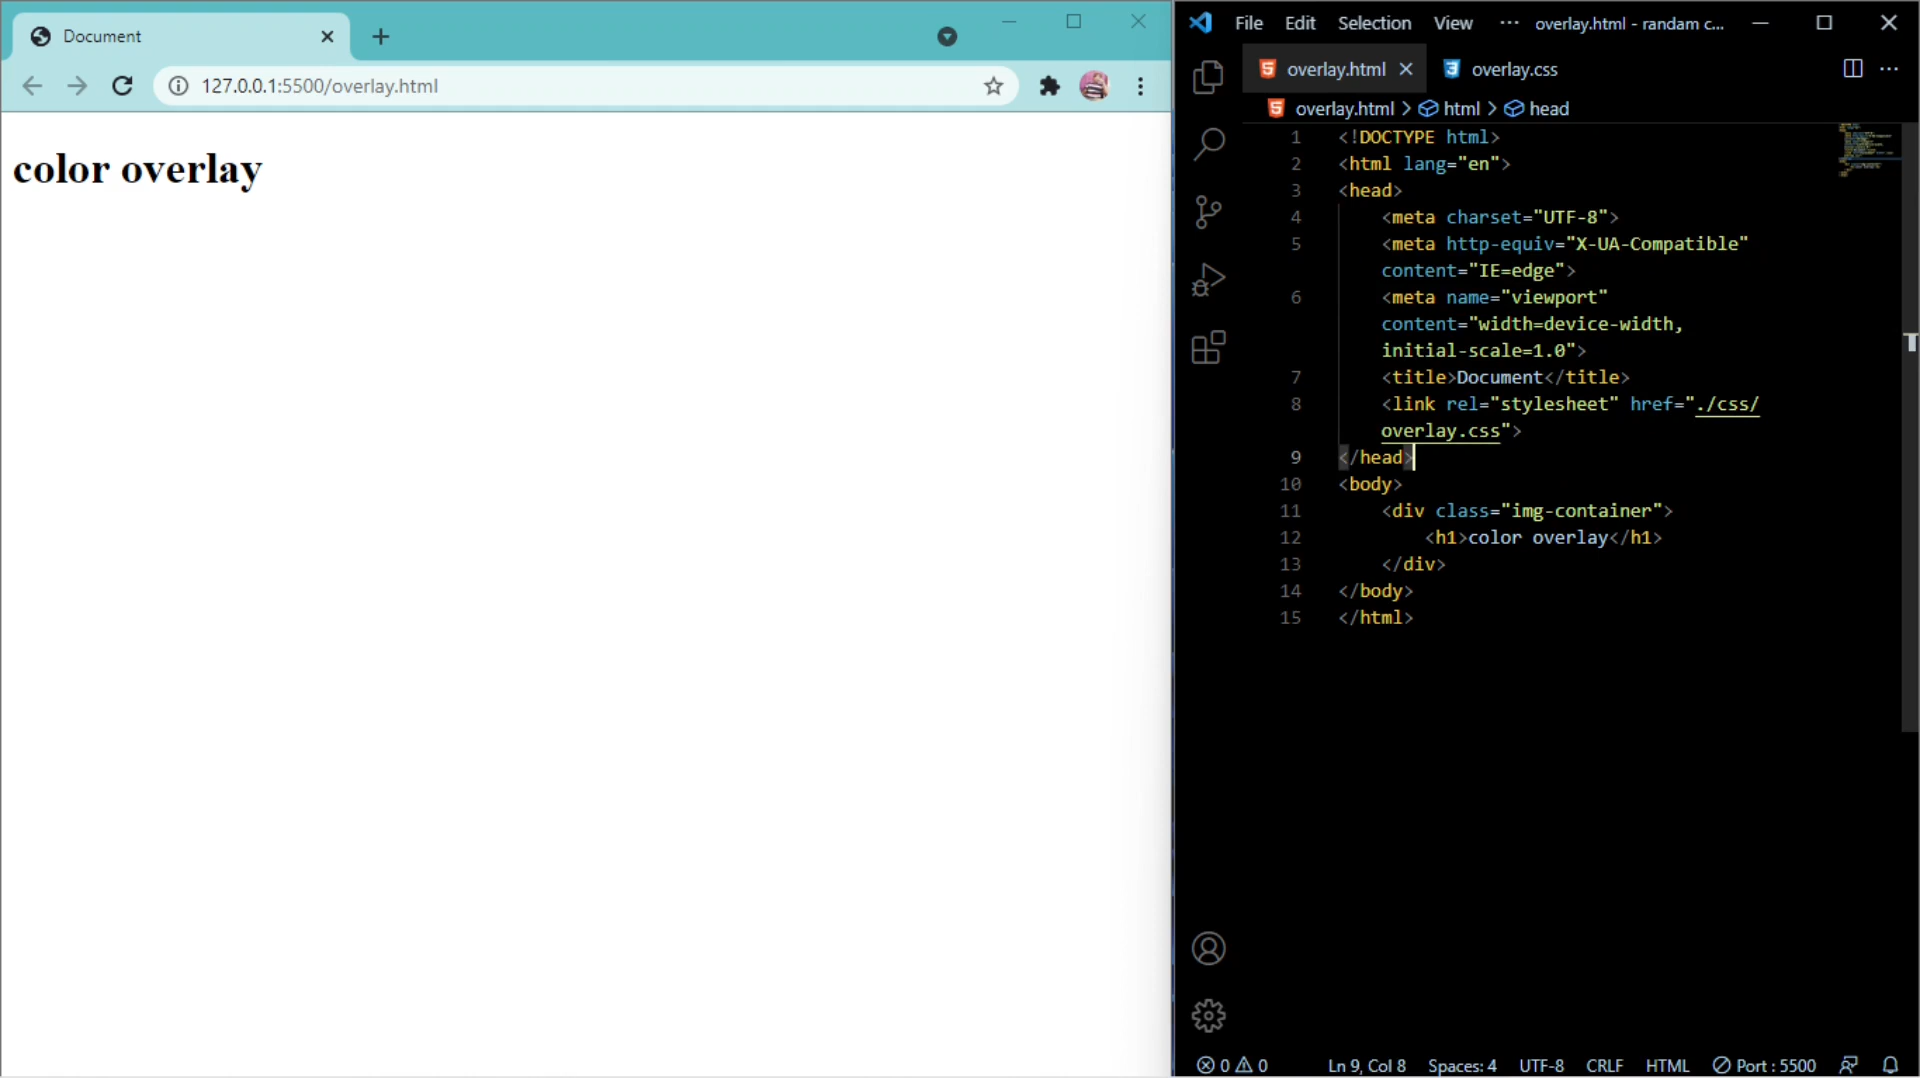 Document
127.0.0.1:5500/overlay.html
color overlay
File Edit Selection View ··· overlay.html - randam c...
overlay.html overlay.css
overlay.html > html > head
1 <!DOCTYPE html>
2 <html lang="en">
3 <head>
4 <meta charset="UTF-8">
5 <meta http-equiv="X-UA-Compatible"
content="IE=edge">
6 <meta name="viewport"
content="width=device-width,
initial-scale=1.0">
7 <title>Document</title>
8 <link rel="stylesheet" href="./css/
overlay.css">
9 </head>
10 <body>
11 <div class="img-container">
12 <h1>color overlay</h1>
13 </div>
14 </body>
15 </html>
0 0 Ln 9, Col 8 Spaces: 4 UTF-8 CRLF HTML Port : 5500